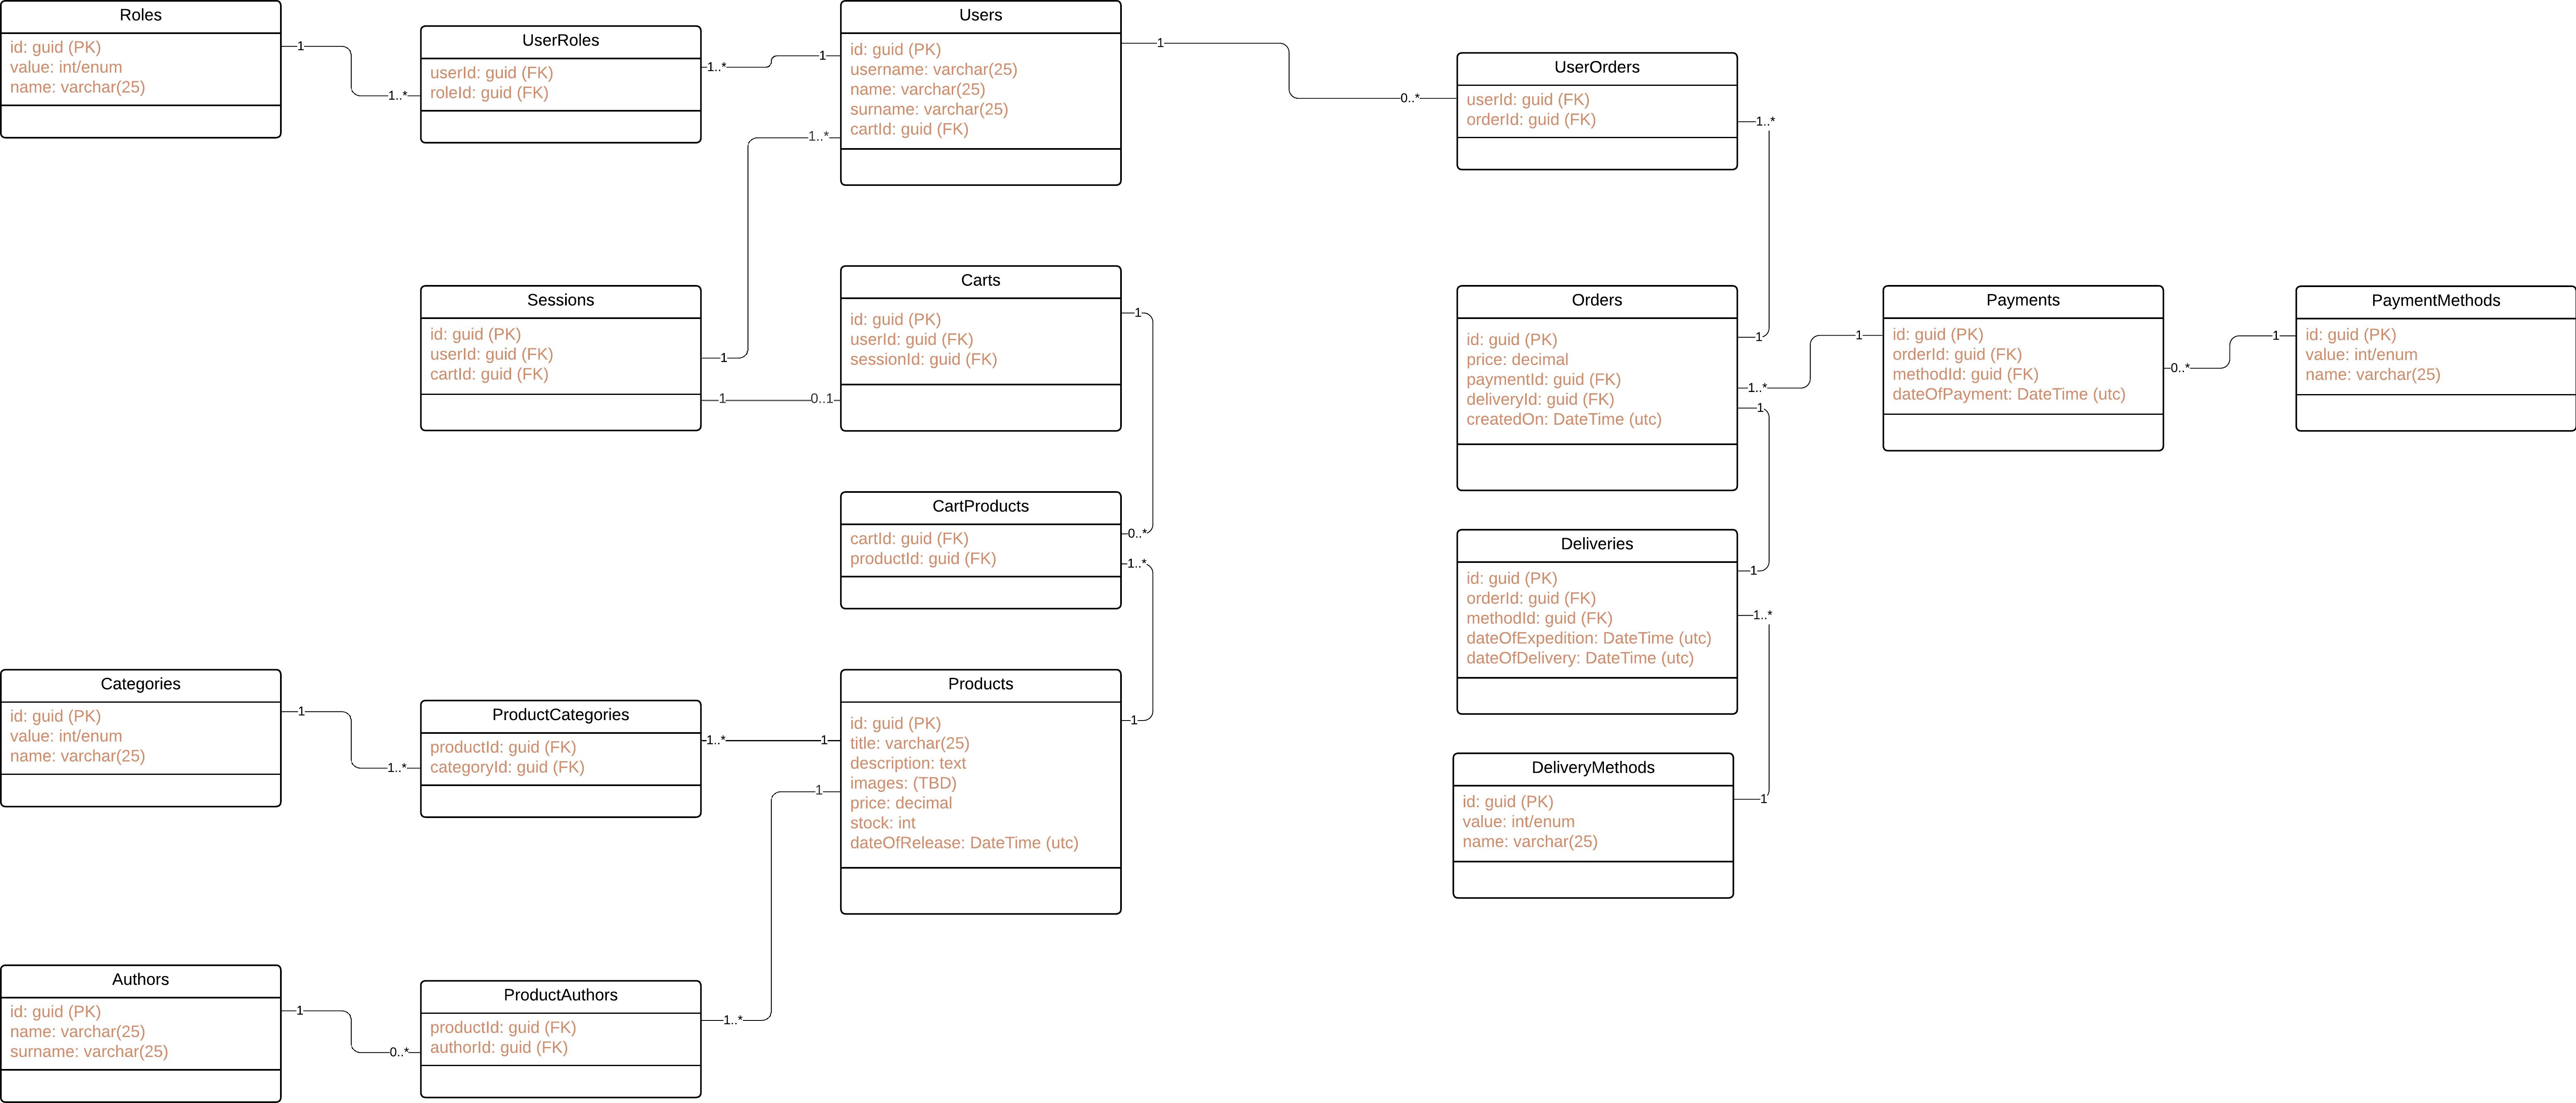 Roles
id: guid (PK)
value: int/enum
name: varchar(25)
1
1..*
UserRoles
userId: guid (FK)
roleId: guid (FK)
1..*
1
Users
id: guid (PK)
username: varchar(25)
name: varchar(25)
surname: varchar(25)
cartId: guid (FK)
1..*
1
0..*
UserOrders
userId: guid (FK)
orderId: guid (FK)
1..*
Sessions
id: guid (PK)
userId: guid (FK)
cartId: guid (FK)
1
1
0..1
Carts
id: guid (PK)
userId: guid (FK)
sessionId: guid (FK)
1
Orders
id: guid (PK)
price: decimal
paymentId: guid (FK)
deliveryId: guid (FK)
createdOn: DateTime (utc)
1
1..*
1
1
Payments
id: guid (PK)
orderId: guid (FK)
methodId: guid (FK)
dateOfPayment: DateTime (utc)
0..*
1
PaymentMethods
id: guid (PK)
value: int/enum
name: varchar(25)
CartProducts
cartId: guid (FK)
productId: guid (FK)
0..*
1..*
Deliveries
id: guid (PK)
orderId: guid (FK)
methodId: guid (FK)
dateOfExpedition: DateTime (utc)
dateOfDelivery: DateTime (utc)
1
1..*
Categories
id: guid (PK)
value: int/enum
name: varchar(25)
1
1..*
ProductCategories
productId: guid (FK)
categoryId: guid (FK)
1..*
1
Products
id: guid (PK)
title: varchar(25)
description: text
images: (TBD)
price: decimal
stock: int
dateOfRelease: DateTime (utc)
1
1
DeliveryMethods
id: guid (PK)
value: int/enum
name: varchar(25)
1
Authors
id: guid (PK)
name: varchar(25)
surname: varchar(25)
1
0..*
ProductAuthors
productId: guid (FK)
authorId: guid (FK)
1..*